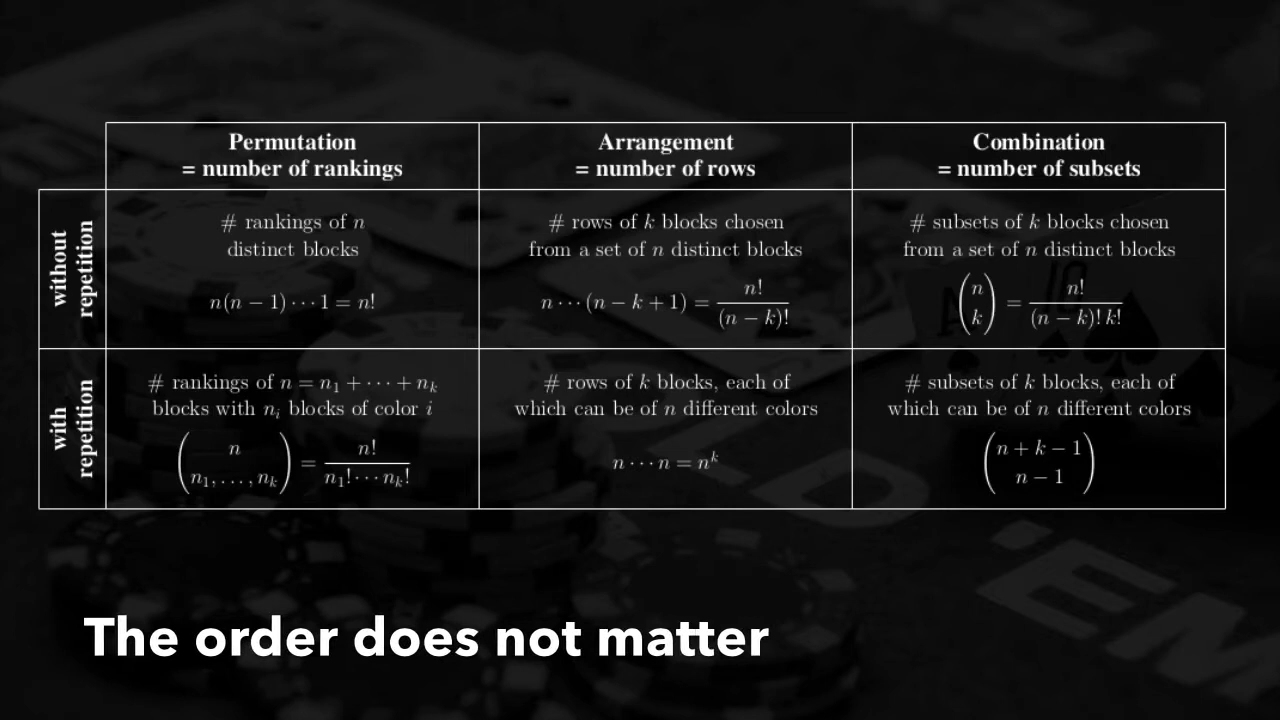 Permutation
= number of rankings
Arrangement
= number of rows
Combination
= number of subsets
without
repetition
# rankings of n
distinct blocks
n(n − 1) · · · 1 = n!
# rows of k blocks chosen
from a set of n distinct blocks
n · · · (n − k + 1) = n! / (n − k)!
# subsets of k blocks chosen
from a set of n distinct blocks
(n k) = n! / (n − k)! k!
with
repetition
# rankings of n = n₁ + · · · + nₖ
blocks with nᵢ blocks of color i
(n n₁, . . . , nₖ) = n! / n₁! · · · nₖ!
# rows of k blocks, each of
which can be of n different colors
n · · · n = nᵏ
# subsets of k blocks, each of
which can be of n different colors
(n + k − 1 n − 1)
The order does not matter